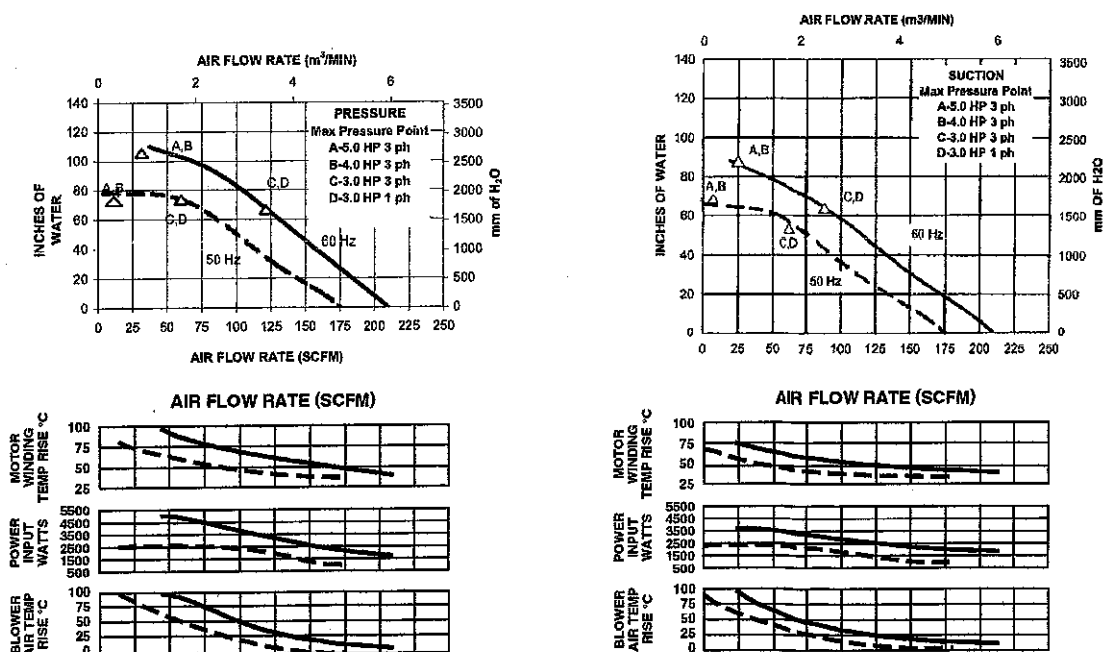 AIR FLOW RATE (m³/MIN)
0 2 4 6
140 120 100 80 60 40 20 0
INCHES OF
WATER
PRESSURE
Max Pressure Point
A-5.0 HP 3 ph
B-4.0 HP 3 ph
C-3.0 HP 3 ph
D-3.0 HP 1 ph
A,B
C,D
A,B
C,D
60 Hz
50 Hz
3500 3000 2500 2000 1500 1000 500 0
mm of H₂O
0 25 50 75 100 125 150 175 200 225 250
AIR FLOW RATE (SCFM)
AIR FLOW RATE (SCFM)
MOTOR
WINDING
TEMP RISE °C
100 75 50 25
POWER
INPUT
WATTS
5500 4500 3500 2500 1500 500
BLOWER
AIR TEMP
RISE °C
100 75 50 25 0
AIR FLOW RATE (m3/MIN)
0 2 4 6
140 120 100 80 60 40 20 0
INCHES OF WATER
SUCTION
Max Pressure Point
A-5.0 HP 3 ph
B-4.0 HP 3 ph
C-3.0 HP 3 ph
D-3.0 HP 1 ph
A,B
A,B
C,D
C,D
60 Hz
50 Hz
3500 3000 2500 2000 1500 1000 500 0
mm OF H2O
0 25 50 75 100 125 150 175 200 225 250
AIR FLOW RATE (SCFM)
MOTOR
WINDING
TEMP RISE °C
100 75 50 25
POWER
INPUT
WATTS
5500 4500 3500 2500 1500 500
BLOWER
AIR TEMP
RISE °C
100 75 50 25 0